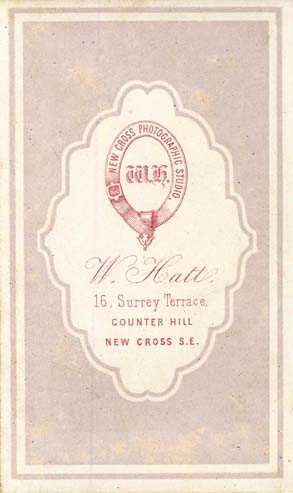 NEW CROSS PHOTOGRAPHIC STUDIO.
W.H.
W. Hatt.
16, Surrey Terrace,
COUNTER HILL
NEW CROSS S.E.